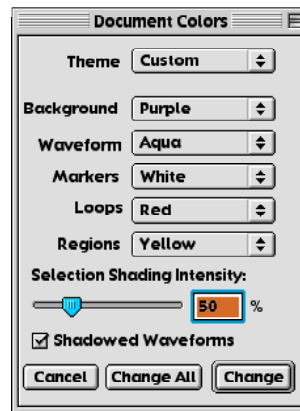 Document Colors
Theme Custom
Background Purple
Waveform Aqua
Markers White
Loops Red
Regions Yellow
Selection Shading Intensity:
50 %
Shadowed Waveforms
Cancel Change All Change